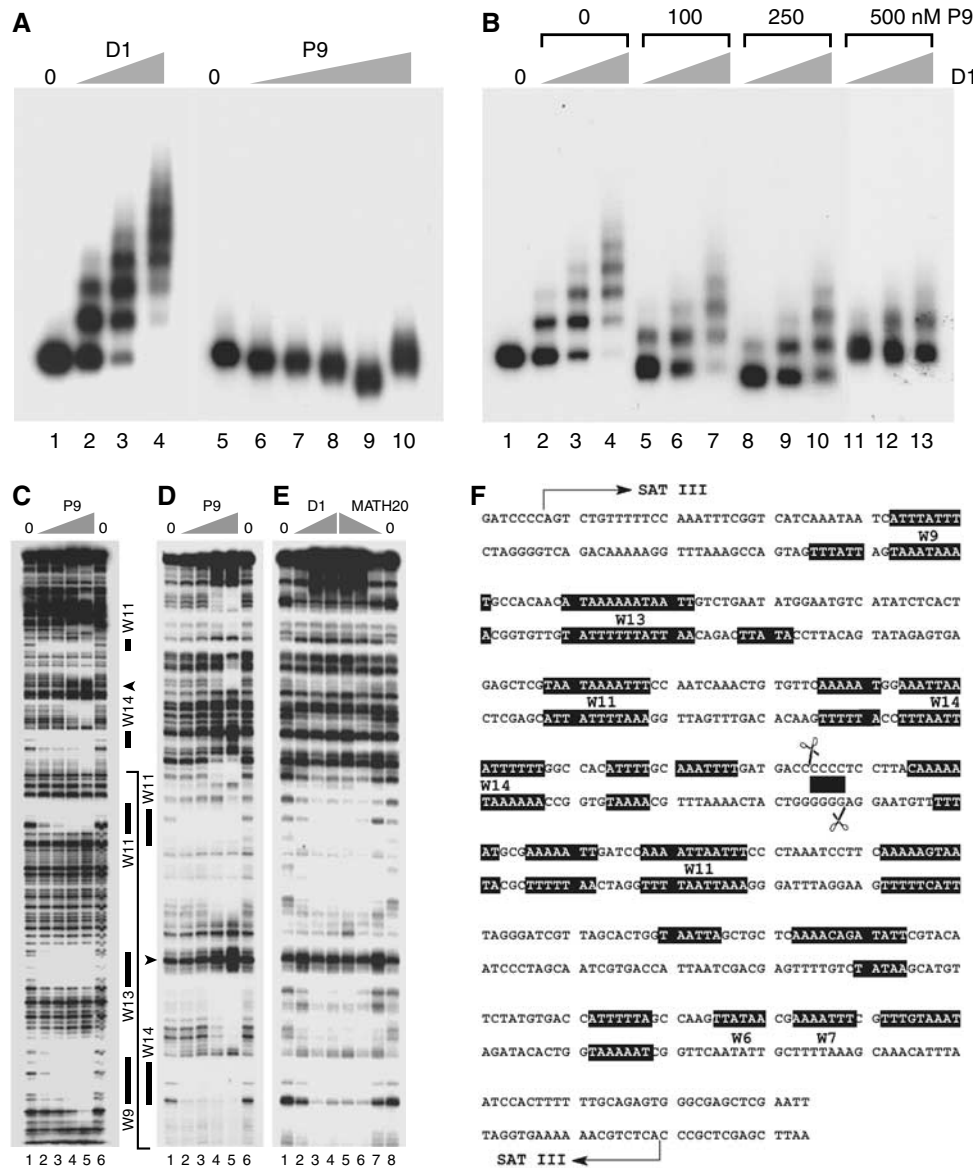 A
D1
P9
0
0
1 2 3 4 5 6 7 8 9 10
B
0 100 250 500 nM P9
0
D1
1 2 3 4 5 6 7 8 9 10 11 12 13
C
P9
0 0
W11
W14
W11
W13
W9
1 2 3 4 5 6
D
P9
0 0
W11
W14
1 2 3 4 5 6
E
D1 MATH20
0 0
1 2 3 4 5 6 7 8
F
SAT III
GATCCCCAGT CTGTTTTTCC AAATTTCGGT CATCAAATAA TCATTTATTT
W9
CTAGGGGTCA GACAAAAAGG TTTAAAGCCA GTAGTTTATT AGTAAATAAA
TGCCACAACA ATAAAAAATAATT GTCTGAAT ATGGAATGTC ATATCTCACT
W13
ACGGTGTTGT ATTTTTTATT AACAGACTTA TACCTTACAG TATAGAGTGA
GAGCTCGTAA TAAAATTTCC AATCAAACTG TGTTCAAAAA TGGAAATTAA
W11 W14
CTCGAGCATT ATTTTAAAGG TTAGTTTGAC ACAAGTTTTT ACCTTTAATT
ATTTTTTGGC CACATTTTGC AAATTTTGAT GACCCCCCTC CTTACAAAAA
W14
TAAAAAACCG GTGTAAAACG TTTAAAACTA CTGGGGGGAG GAATGTTTTT
ATGCGAAAAA TTGATCCAAA AATTAATTTC CCTAAATCCTTC AAAAAGTAA
W11
TACGCTTTTT AACTAGGTTT TTAATTAAAG GGATTTAGGAAG TTTTTCATT
TAGGGATCGT TAGCACTGGT AATTAGCTGC TCAAAACAGA TATTCGTACA
ATCCCTAGCA ATCGTGACCA TTAATCGACG AGTTTTGTCT ATAAGCATGT
TCTATGTGAC CATTTTTAGC CAAGTTATAA CGAAAATTTC GTTTGTAAAT
W6 W7
AGATACACTG GTAAAAATCG GTTCAATATT GCTTTTAAAG CAAACATTTA
ATCCACTTTT TTGCAGAGTG GGCGAGCTCG AATT
TAGGTGAAAA AACGTCTCAC CCGCTCGAGC TTAA
SAT III